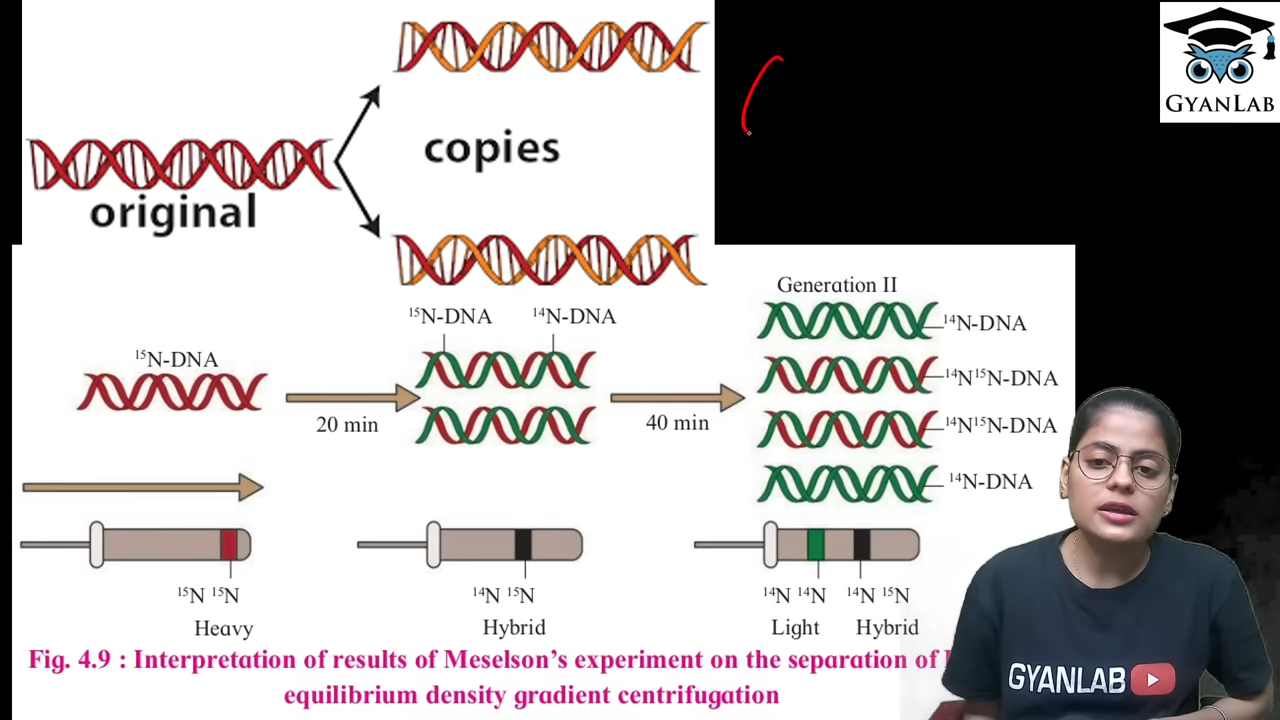 GYANLAB
copies
original
Generation II
¹⁵N-DNA
¹⁴N-DNA
¹⁴N-DNA
¹⁵N-DNA
¹⁴N¹⁵N-DNA
20 min
40 min
¹⁴N¹⁵N-DNA
¹⁴N-DNA
¹⁵N ¹⁵N
¹⁴N ¹⁵N
¹⁴N ¹⁴N
¹⁴N ¹⁵N
Heavy
Hybrid
Light
Hybrid
Fig. 4.9 : Interpretation of results of Meselson's experiment on the separation of
equilibrium density gradient centrifugation
GYANLAB